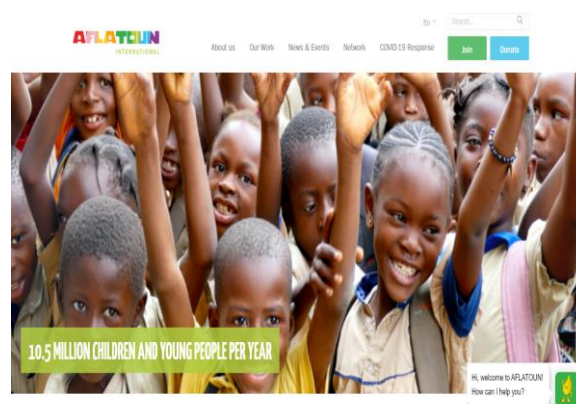 En
Search...
AFLATOUN
INTERNATIONAL
About us
Our Work
News & Events
Network
COVID-19 Response
Join
Donate
10.5 MILLION CHILDREN AND YOUNG PEOPLE PER YEAR
Hi, welcome to AFLATOUN!
How can I help you?